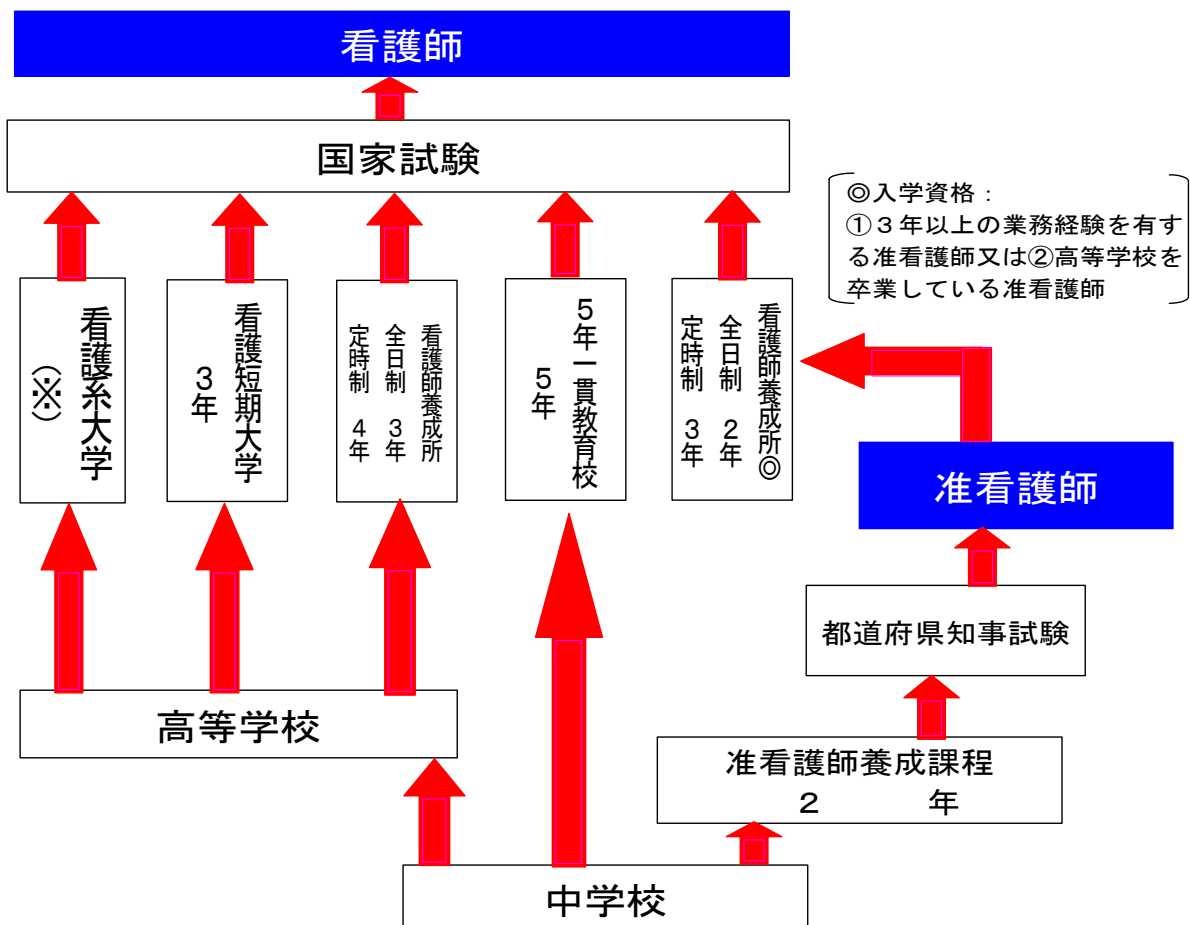 看護師
国家試験
◎入学資格：
①３年以上の業務経験を有す
る准看護師又は②高等学校を
卒業している准看護師
看護系大学
（※）
看護短期大学
３年
看護師養成所
全日制　３年
定時制　４年
５年一貫教育校
５年
看護師養成所◎
全日制　２年
定時制　３年
准看護師
都道府県知事試験
高等学校
准看護師養成課程
２　　　年
中学校